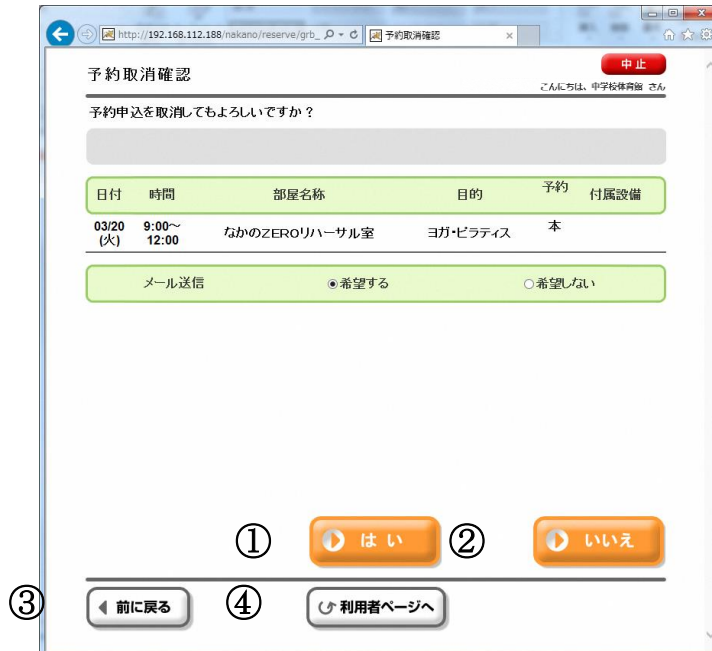 http://192.168.112.188/nakano/reserve/grb_
予約取消確認
予約取消確認
中止
こんにちは、中学校体育館 さん
予約申込を取消してもよろしいですか？
日付 時間 部屋名称 目的 予約 付属設備
03/20 9:00～ なかのZEROリハーサル室 ヨガ・ピラティス 本
(火) 12:00
メール送信 希望する 希望しない
① はい ② いいえ
③ 前に戻る ④ 利用者ページへ